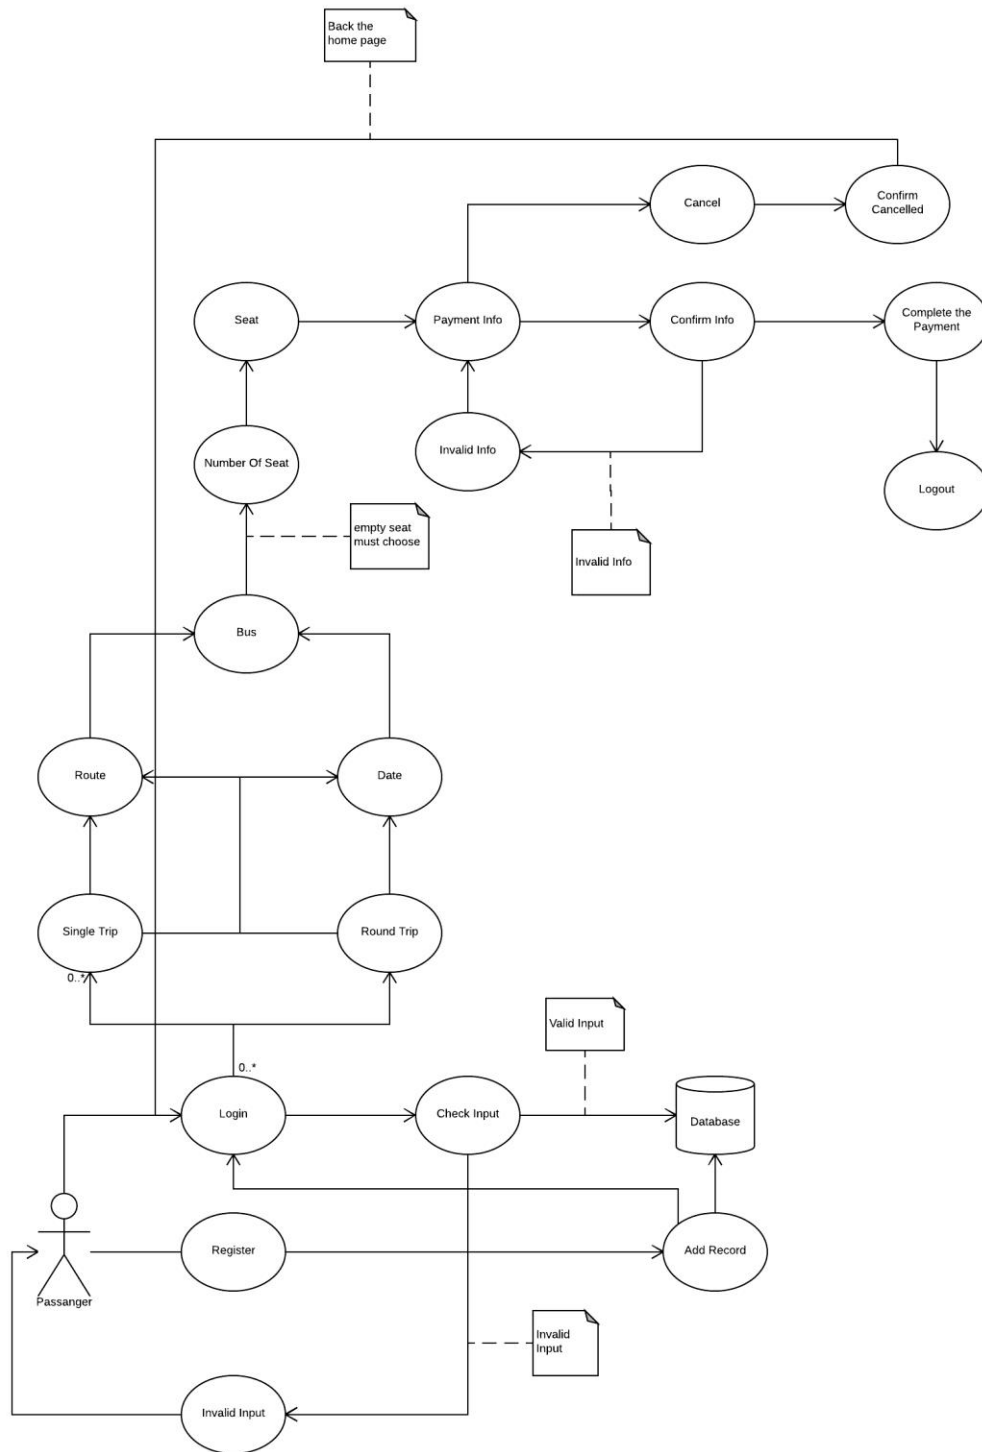 Back the
home page
Cancel
Confirm
Cancelled
Seat
Payment Info
Confirm Info
Complete the
Payment
Number Of Seat
Invalid Info
Logout
empty seat
must choose
Invalid Info
Bus
Route
Date
Single Trip
Round Trip
0..*
Valid Input
0..*
Login
Check Input
Database
Register
Add Record
Passanger
Invalid
Input
Invalid Input